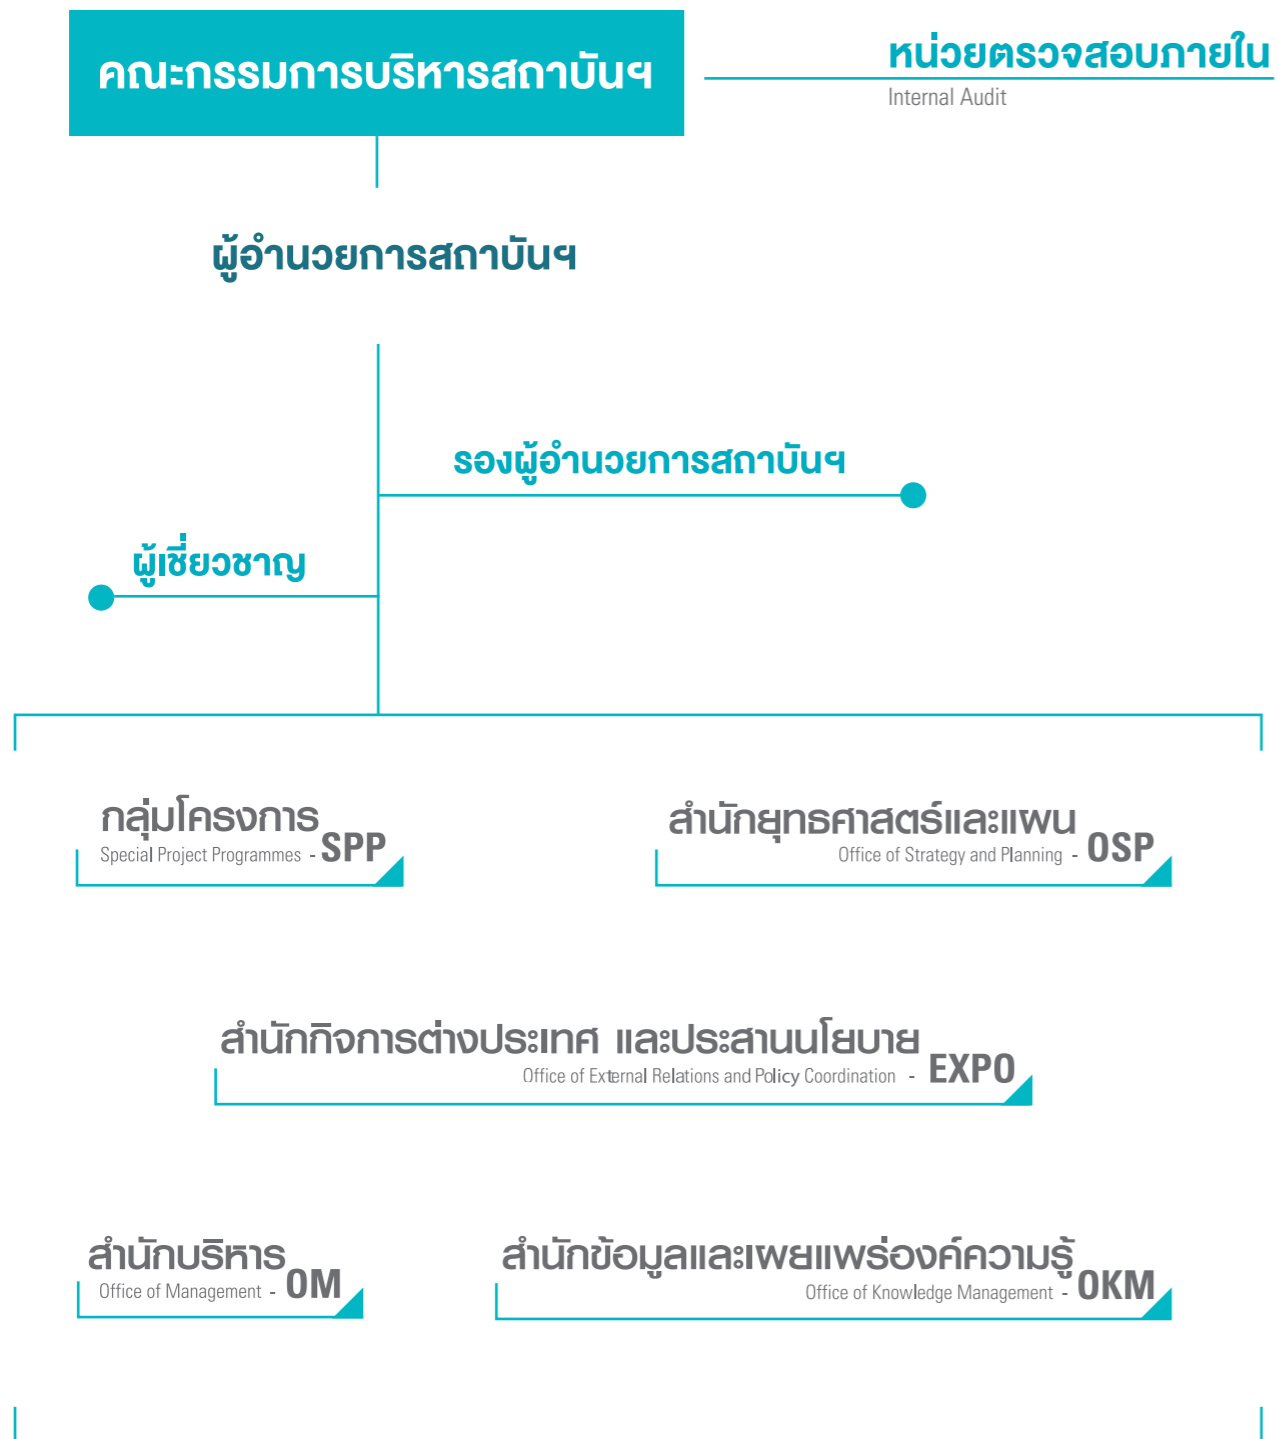 คณะกรรมการบริหารสถาบันฯ
หน่วยตรวจสอบภายใน
Internal Audit
ผู้อำนวยการสถาบันฯ
รองผู้อำนวยการสถาบันฯ
ผู้เชี่ยวชาญ
กลุ่มโครงการ
Special Project Programmes - SPP
สำนักยุทธศาสตร์และแผน
Office of Strategy and Planning - OSP
สำนักกิจการต่างประเทศ และประสานนโยบาย
Office of External Relations and Policy Coordination - EXPO
สำนักบริหาร
Office of Management - OM
สำนักข้อมูลและเผยแพร่องค์ความรู้
Office of Knowledge Management - OKM